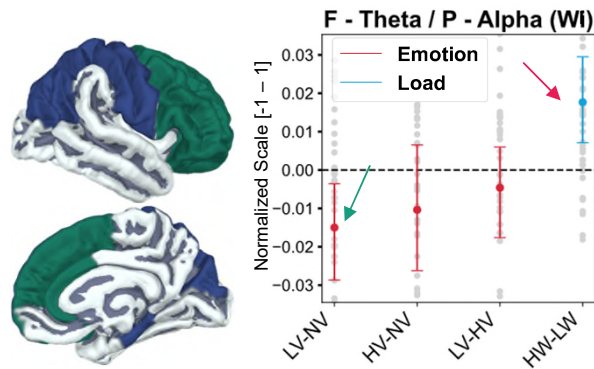 F - Theta / P - Alpha (WI)
Normalized Scale [-1 – 1]
0.03
0.02
0.01
0.00
−0.01
−0.02
−0.03
Emotion
Load
LV-NV
HV-NV
LV-HV
HW-LW